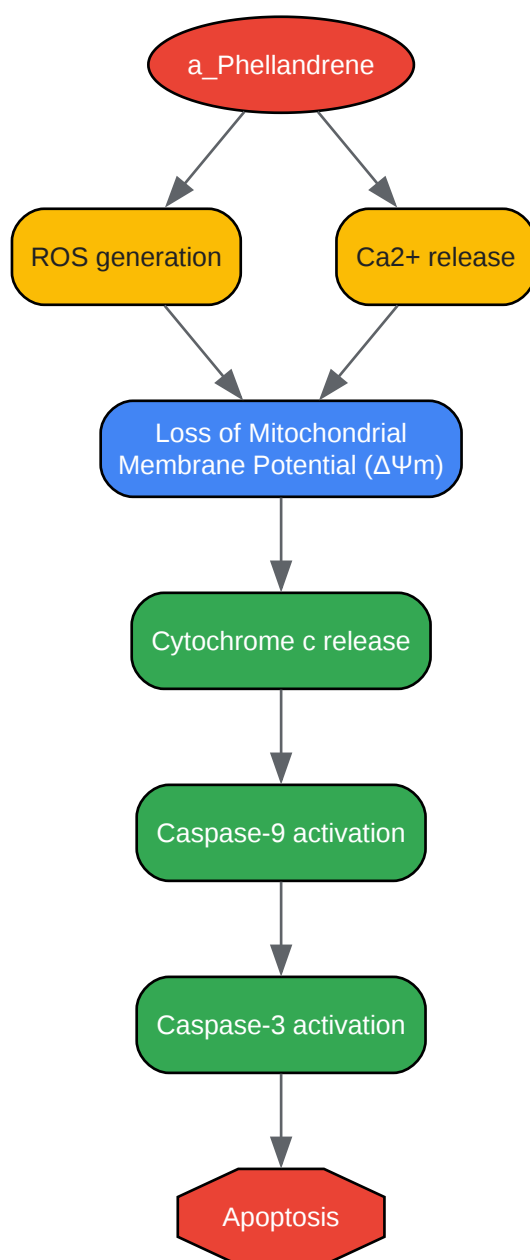 a_Phellandrene
ROS generation
Ca2+ release
Loss of Mitochondrial
Membrane Potential (ΔΨm)
Cytochrome c release
Caspase-9 activation
Caspase-3 activation
Apoptosis